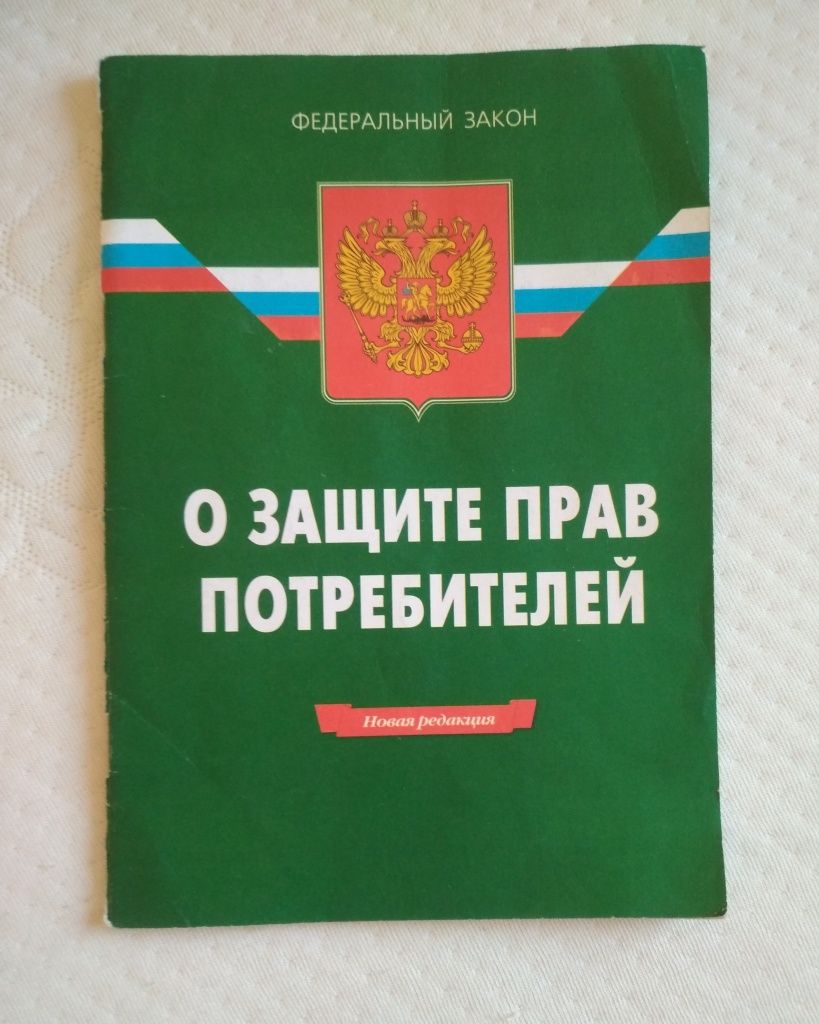 ФЕДЕРАЛЬНЫЙ ЗАКОН
О ЗАЩИТЕ ПРАВ
ПОТРЕБИТЕЛЕЙ
Новая редакция